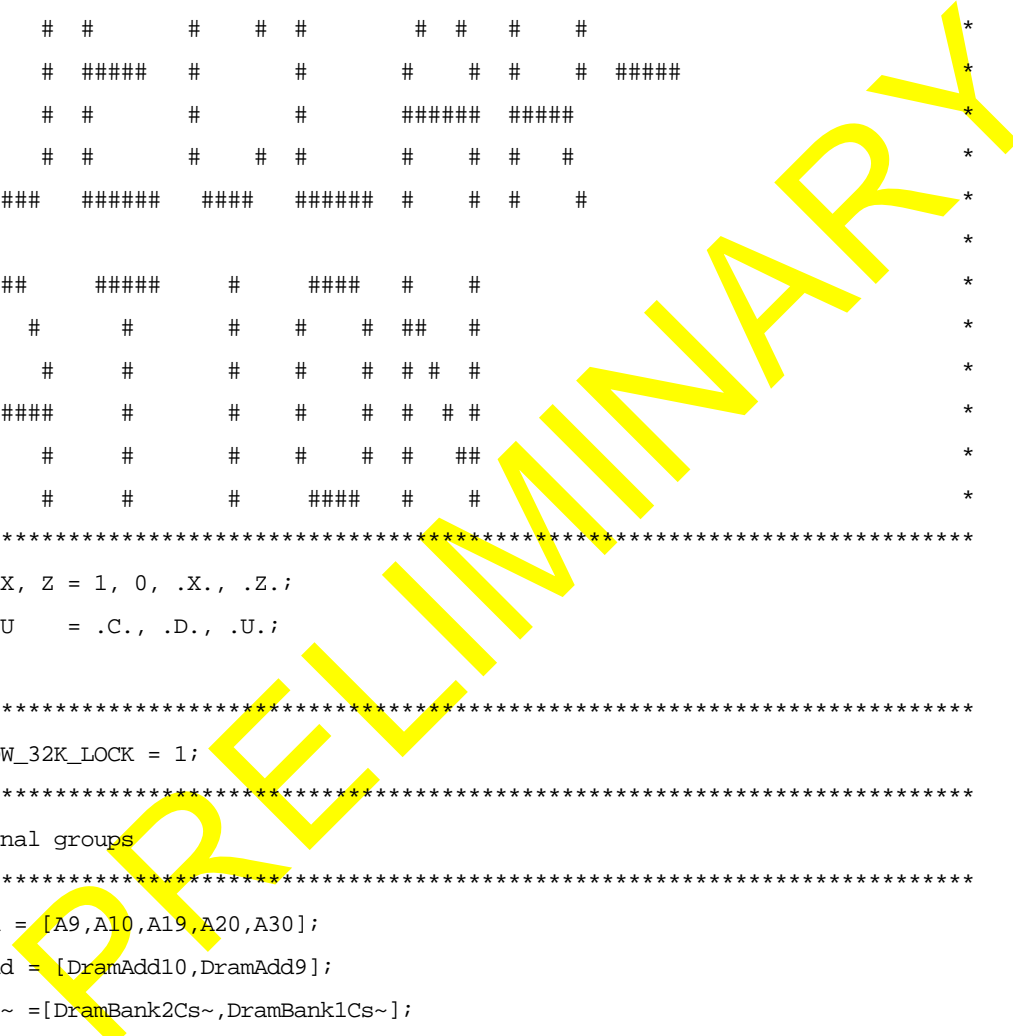 # #       #    # #        # #   #    #                            *
   # #####   #       #       #    # #    # #####                     *
   # #       #       #       ###### #####                            *
   # #       #    # #       #    # #   #                             *
###   ######   ####   ###### #    # #    #                           *
                                                                        *
##     #####     #     ####   #    #                                    *
  #      #       #    #    # ##   #                                    *
   #     #       #    #    # # #  #                                    *
####     #       #    #    # #  # #                                    *
   #     #       #    #    # #   ##                                    *
   #     #       #     ####   #    #                                    *
*************************************************************************
X, Z = 1, 0, .X., .Z.;
U    = .C., .D., .U.;
*************************************************************************
W_32K_LOCK = 1;
*************************************************************************
nal groups
*************************************************************************
= [A9,A10,A19,A20,A30];
d = [DramAdd10,DramAdd9];
~ =[DramBank2Cs~,DramBank1Cs~];
PRELIMINARY